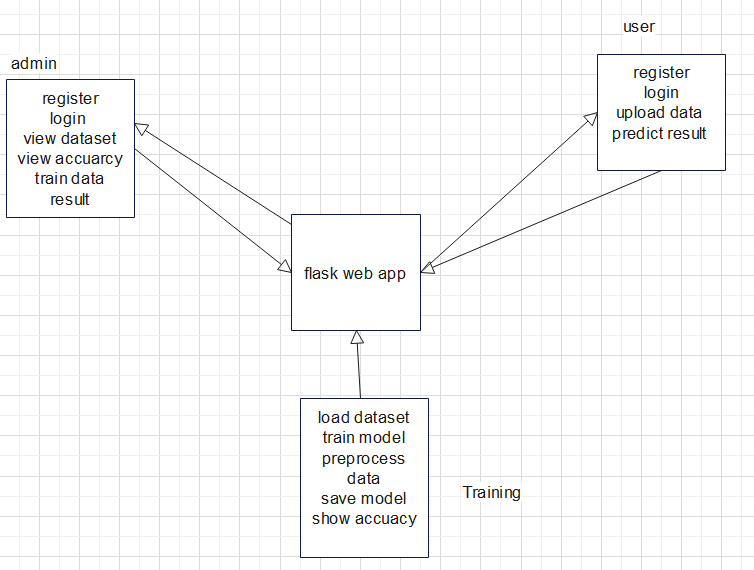 user
admin
register
login
view dataset
view accuarcy
train data
result
register
login
upload data
predict result
flask web app
load dataset
train model
preprocess
data
save model
show accuacy
Training